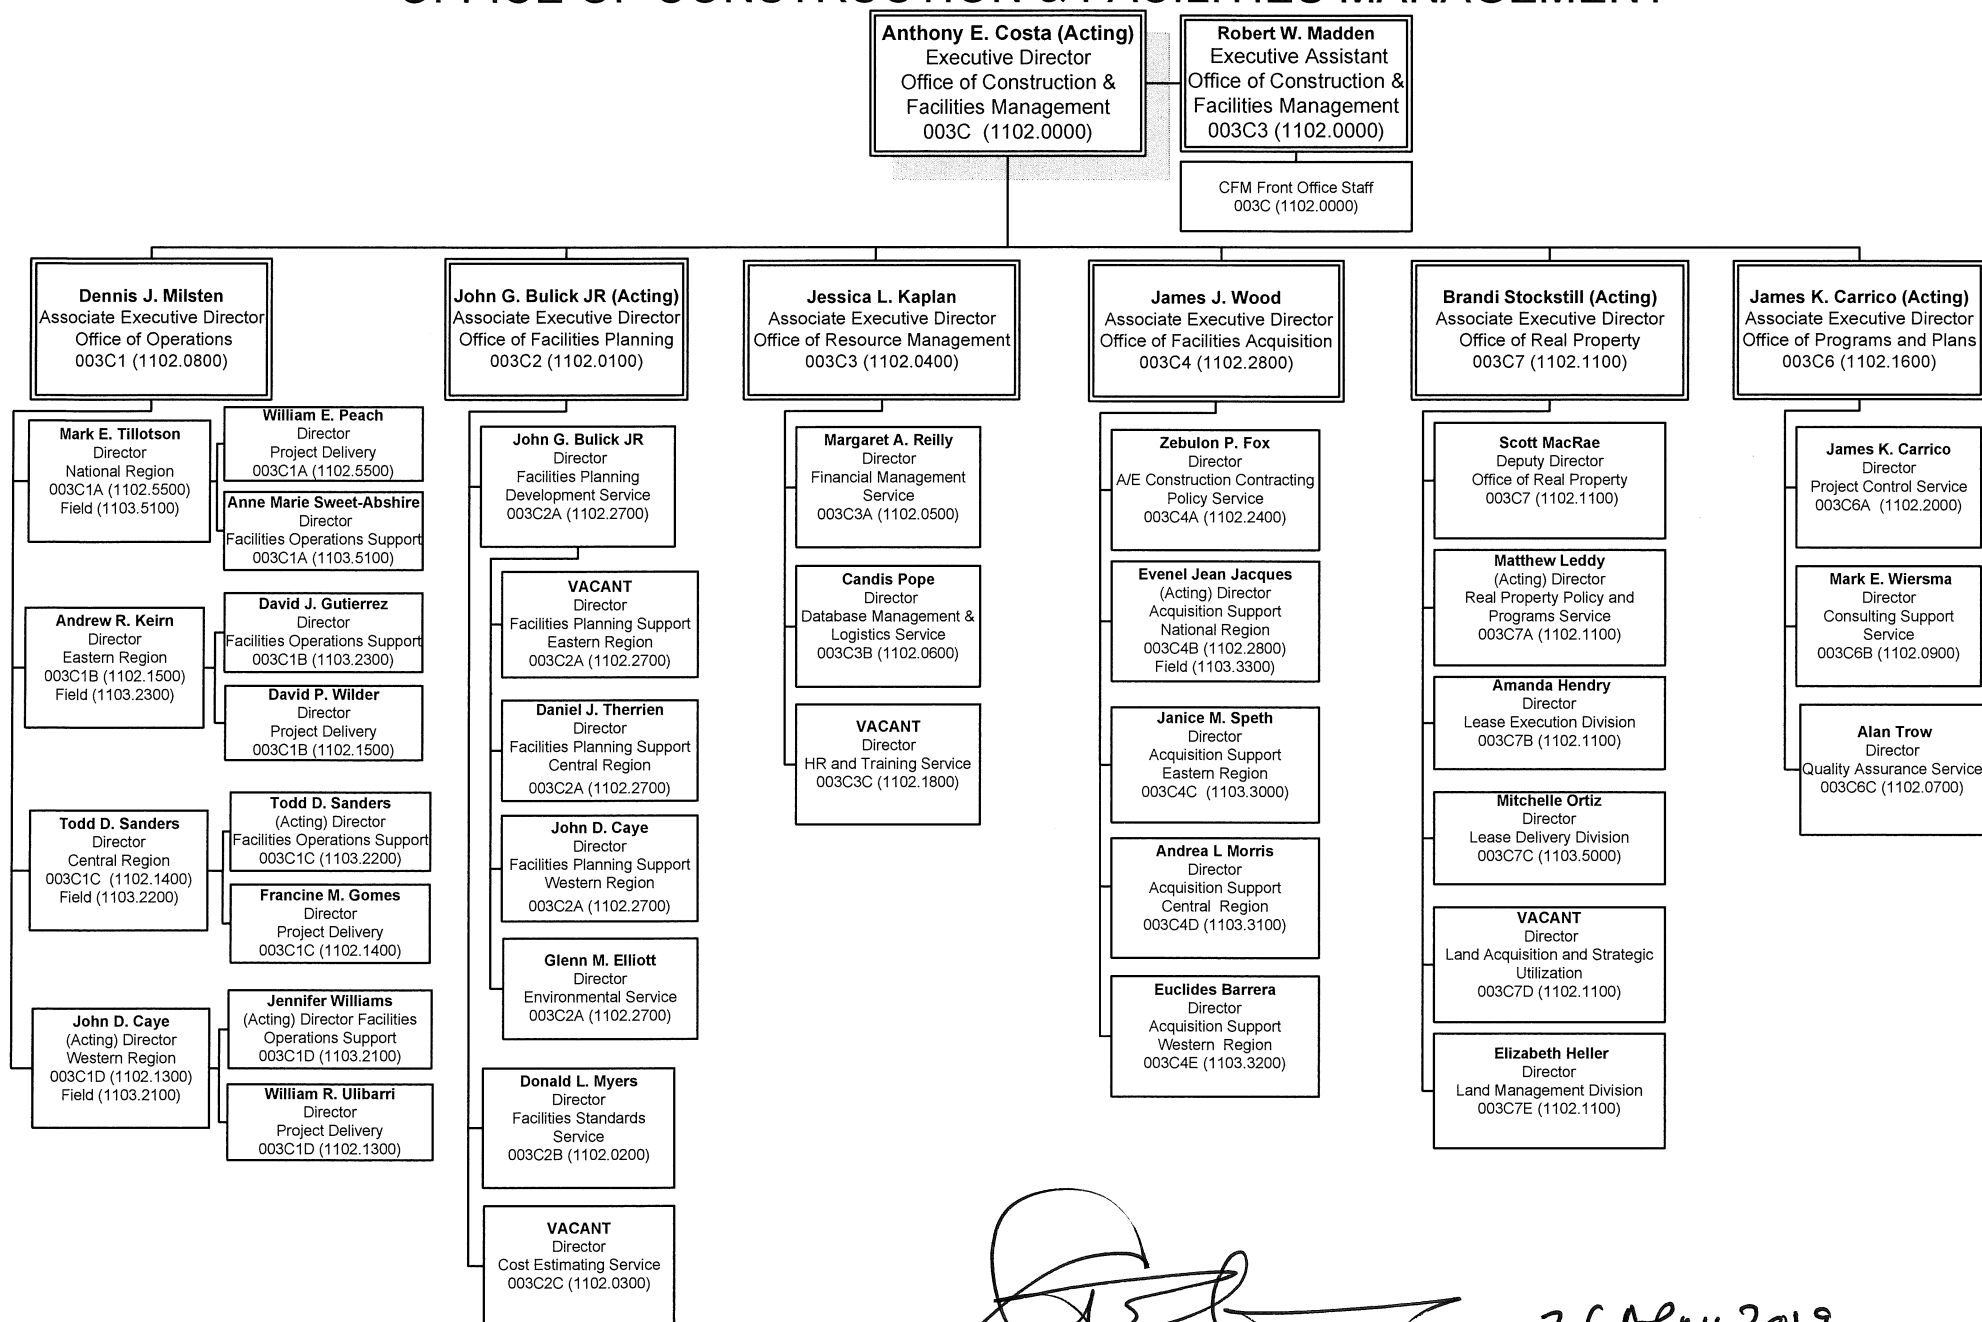 OFFICE OF CONSTRUCTION & FACILITIES MANAGEMENT
Anthony E. Costa (Acting)
Executive Director
Office of Construction &
Facilities Management
003C (1102.0000)
Robert W. Madden
Executive Assistant
Office of Construction &
Facilities Management
003C3 (1102.0000)
CFM Front Office Staff
003C (1102.0000)
Dennis J. Milsten
Associate Executive Director
Office of Operations
003C1 (1102.0800)
Mark E. Tillotson
Director
National Region
003C1A (1102.5500)
Field (1103.5100)
William E. Peach
Director
Project Delivery
003C1A (1102.5500)
Anne Marie Sweet-Abshire
Director
Facilities Operations Support
003C1A (1103.5100)
Andrew R. Keirn
Director
Eastern Region
003C1B (1102.1500)
Field (1103.2300)
David J. Gutierrez
Director
Facilities Operations Support
003C1B (1103.2300)
David P. Wilder
Director
Project Delivery
003C1B (1102.1500)
Todd D. Sanders
Director
Central Region
003C1C (1102.1400)
Field (1103.2200)
Todd D. Sanders
(Acting) Director
Facilities Operations Support
003C1C (1103.2200)
Francine M. Gomes
Director
Project Delivery
003C1C (1102.1400)
John D. Caye
(Acting) Director
Western Region
003C1D (1102.1300)
Field (1103.2100)
Jennifer Williams
(Acting) Director Facilities
Operations Support
003C1D (1103.2100)
William R. Ulibarri
Director
Project Delivery
003C1D (1102.1300)
John G. Bulick JR (Acting)
Associate Executive Director
Office of Facilities Planning
003C2 (1102.0100)
John G. Bulick JR
Director
Facilities Planning
Development Service
003C2A (1102.2700)
VACANT
Director
Facilities Planning Support
Eastern Region
003C2A (1102.2700)
Daniel J. Therrien
Director
Facilities Planning Support
Central Region
003C2A (1102.2700)
John D. Caye
Director
Facilities Planning Support
Western Region
003C2A (1102.2700)
Glenn M. Elliott
Director
Environmental Service
003C2A (1102.2700)
Donald L. Myers
Director
Facilities Standards
Service
003C2B (1102.0200)
VACANT
Director
Cost Estimating Service
003C2C (1102.0300)
Jessica L. Kaplan
Associate Executive Director
Office of Resource Management
003C3 (1102.0400)
Margaret A. Reilly
Director
Financial Management
Service
003C3A (1102.0500)
Candis Pope
Director
Database Management &
Logistics Service
003C3B (1102.0600)
VACANT
Director
HR and Training Service
003C3C (1102.1800)
James J. Wood
Associate Executive Director
Office of Facilities Acquisition
003C4 (1102.2800)
Zebulon P. Fox
Director
A/E Construction Contracting
Policy Service
003C4A (1102.2400)
Evenel Jean Jacques
(Acting) Director
Acquisition Support
National Region
003C4B (1102.2800)
Field (1103.3300)
Janice M. Speth
Director
Acquisition Support
Eastern Region
003C4C (1103.3000)
Andrea L Morris
Director
Acquisition Support
Central Region
003C4D (1103.3100)
Euclides Barrera
Director
Acquisition Support
Western Region
003C4E (1103.3200)
Brandi Stockstill (Acting)
Associate Executive Director
Office of Real Property
003C7 (1102.1100)
Scott MacRae
Deputy Director
Office of Real Property
003C7 (1102.1100)
Matthew Leddy
(Acting) Director
Real Property Policy and
Programs Service
003C7A (1102.1100)
Amanda Hendry
Director
Lease Execution Division
003C7B (1102.1100)
Mitchelle Ortiz
Director
Lease Delivery Division
003C7C (1103.5000)
VACANT
Director
Land Acquisition and Strategic
Utilization
003C7D (1102.1100)
Elizabeth Heller
Director
Land Management Division
003C7E (1102.1100)
James K. Carrico (Acting)
Associate Executive Director
Office of Programs and Plans
003C6 (1102.1600)
James K. Carrico
Director
Project Control Service
003C6A (1102.2000)
Mark E. Wiersma
Director
Consulting Support
Service
003C6B (1102.0900)
Alan Trow
Director
Quality Assurance Service
003C6C (1102.0700)